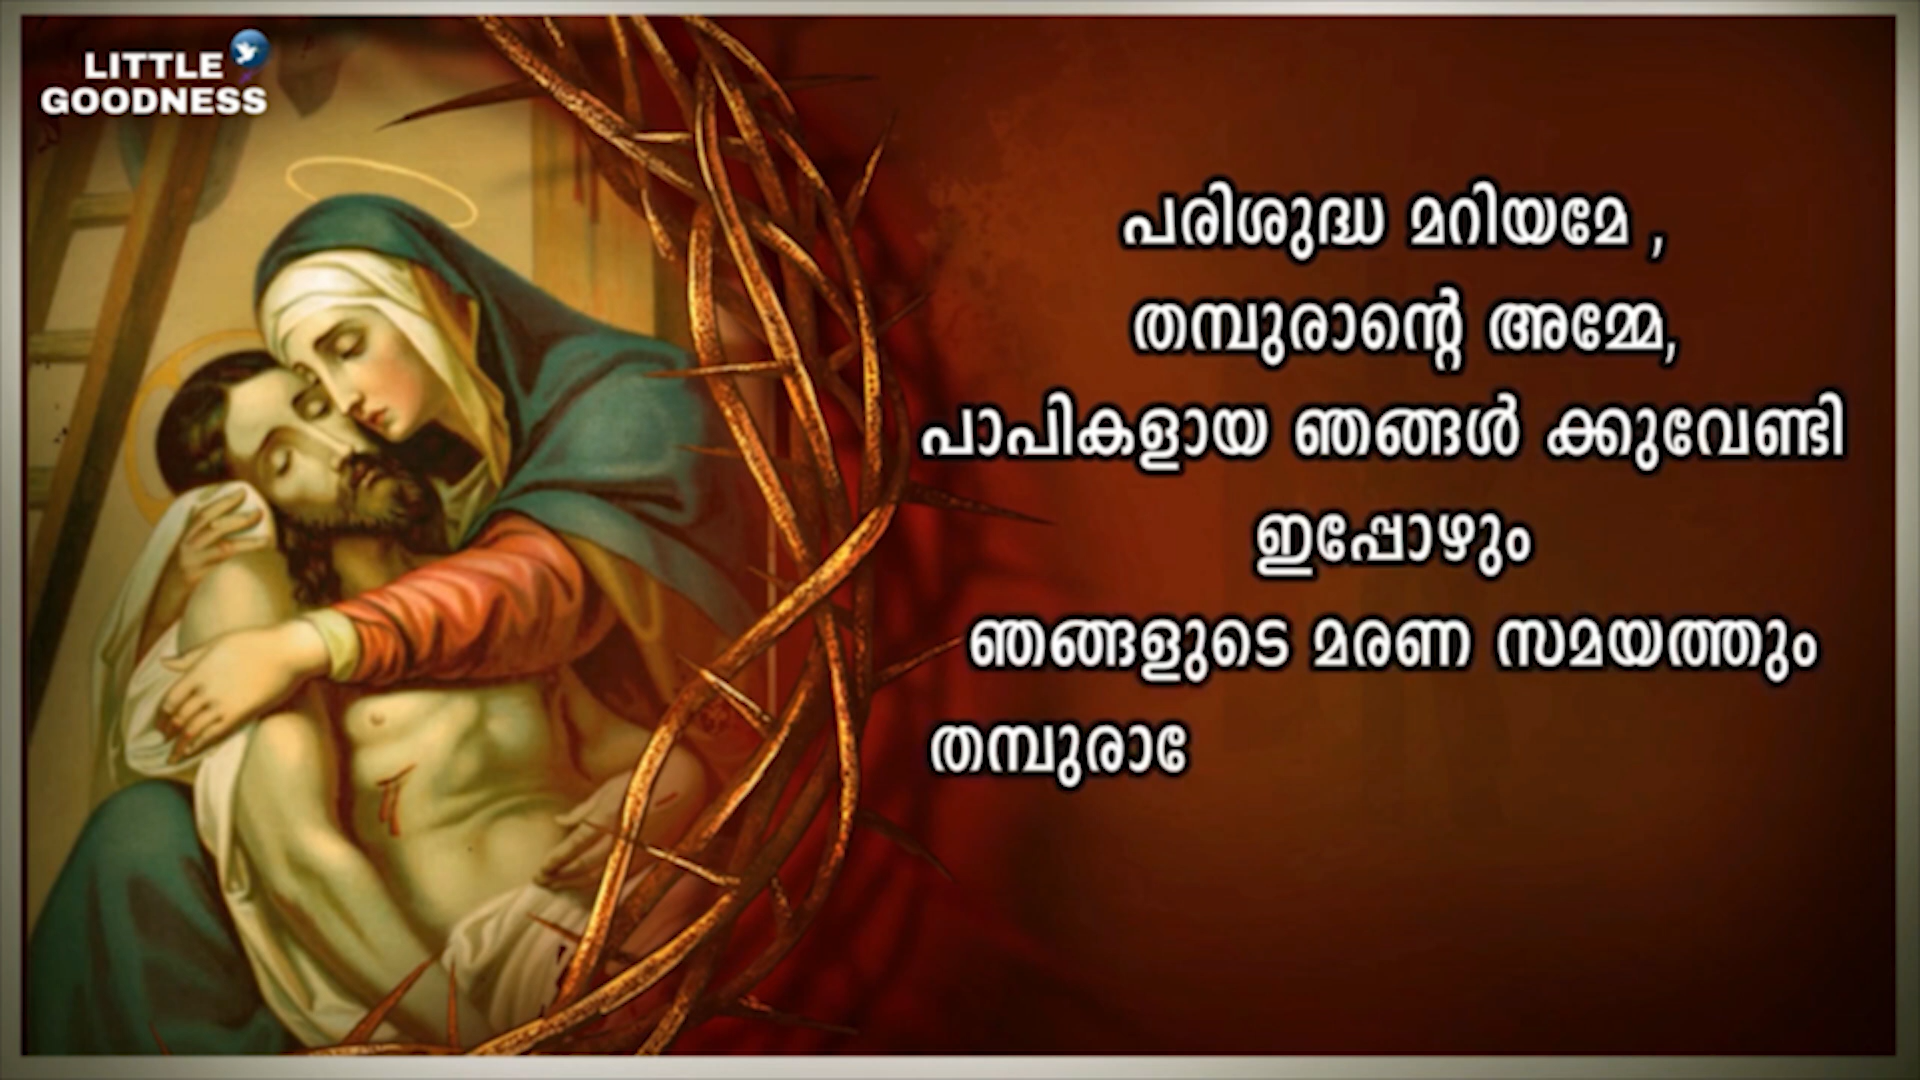 LITTLE
GOODNESS
പരിശുദ്ധ മറിയമേ ,
തമ്പുരാന്റെ അമ്മേ,
പാപികളായ ഞങ്ങൾ ക്കുവേണ്ടി
ഇപ്പോഴും
ഞങ്ങളുടെ മരണ സമയത്തും
തമ്പുരാേ